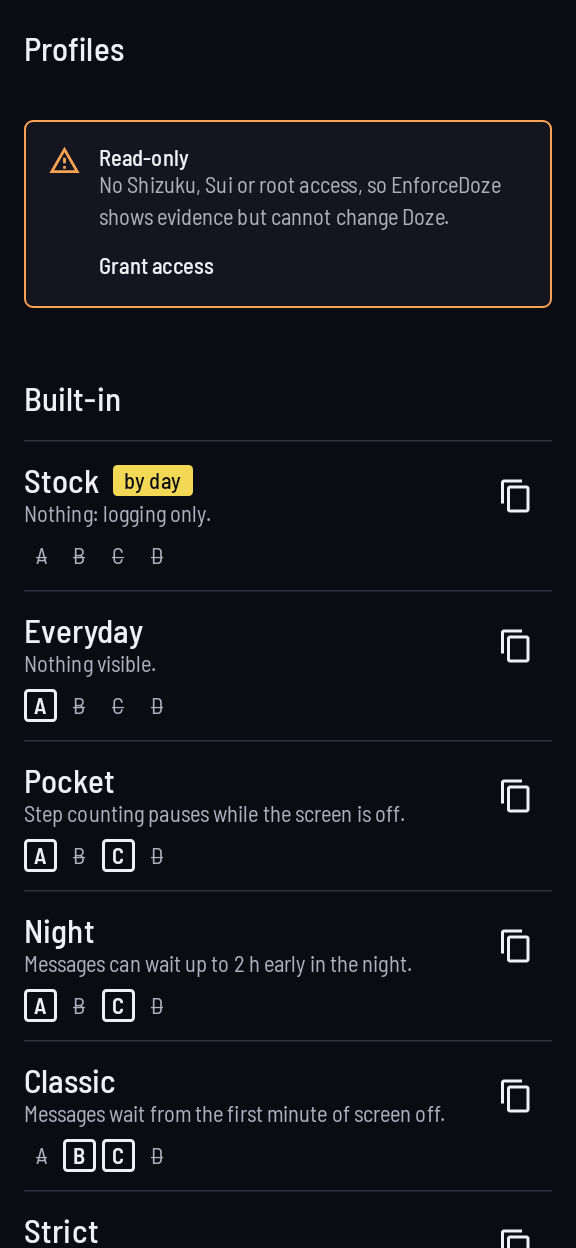 Profiles
Read-only
No Shizuku, Sui or root access, so EnforceDoze
shows evidence but cannot change Doze.
Grant access
Built-in
Stock by day
Nothing: logging only.
A B C D
Everyday
Nothing visible.
A B C D
Pocket
Step counting pauses while the screen is off.
A B C D
Night
Messages can wait up to 2 h early in the night.
A B C D
Classic
Messages wait from the first minute of screen off.
A B C D
Strict